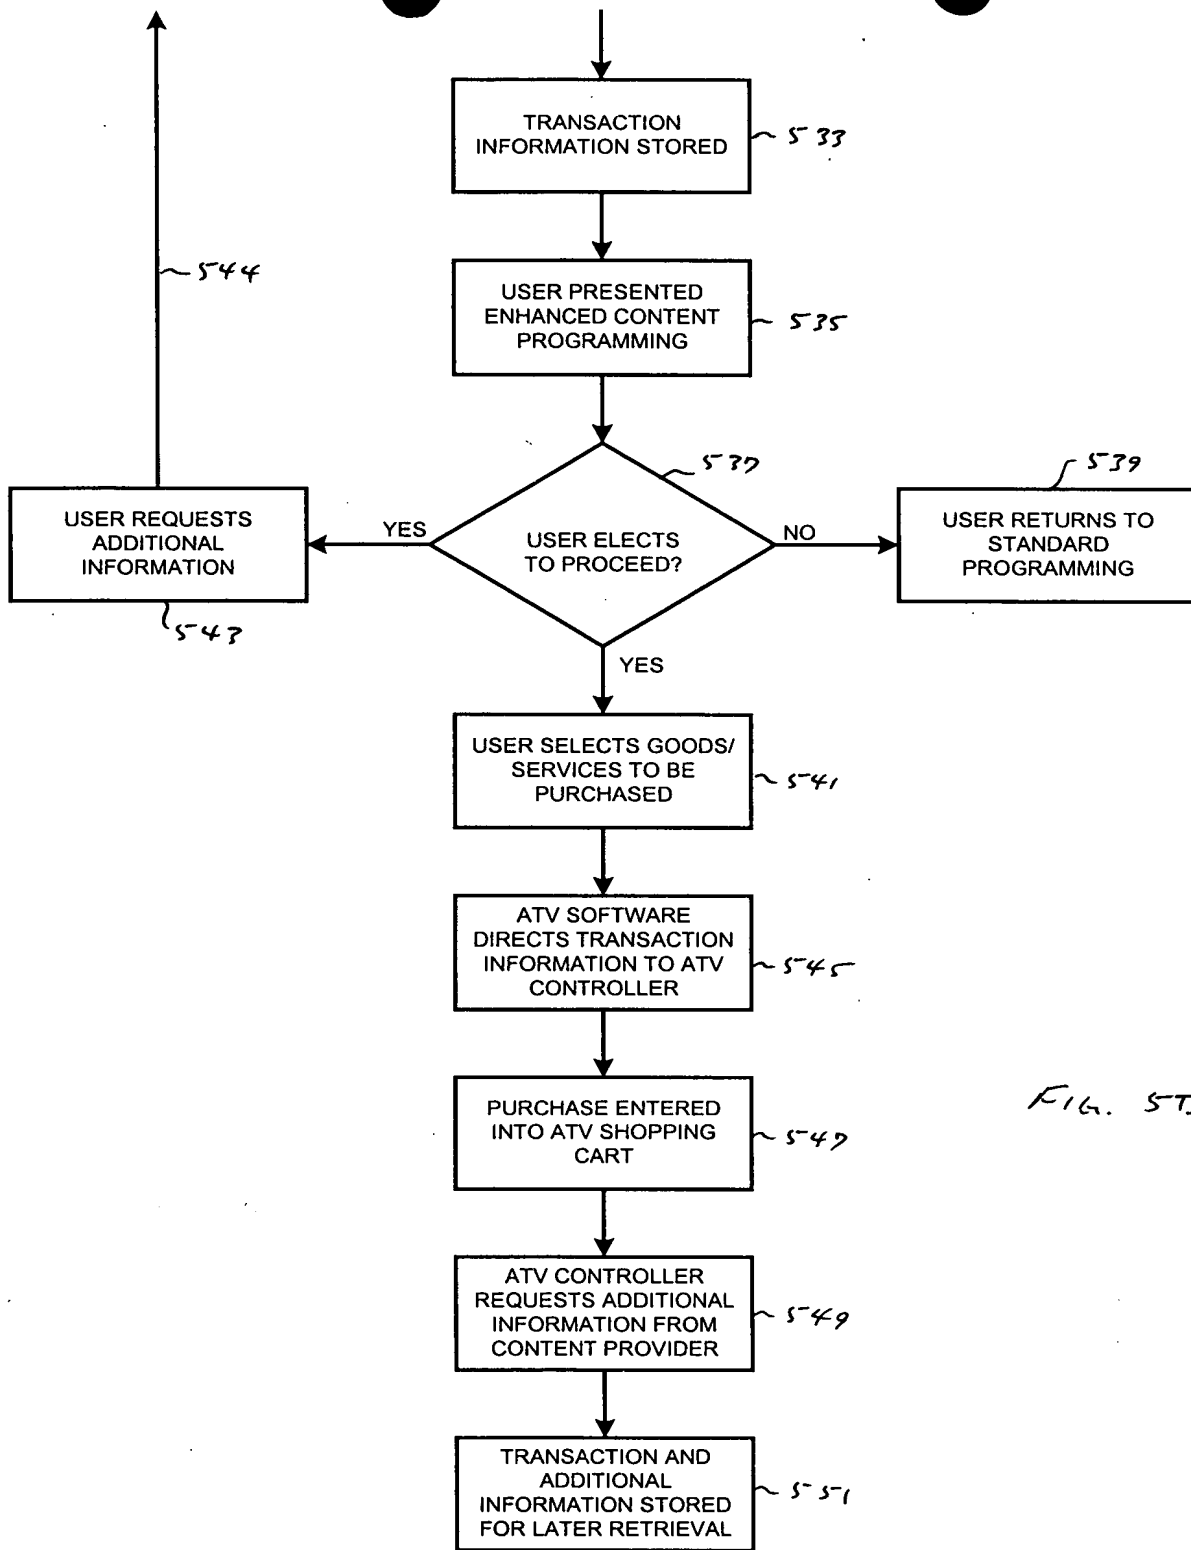 TRANSACTION
INFORMATION STORED
533
544
USER PRESENTED
ENHANCED CONTENT
PROGRAMMING
535
537
539
USER REQUESTS
ADDITIONAL
INFORMATION
543
YES
USER ELECTS
TO PROCEED?
NO
USER RETURNS TO
STANDARD
PROGRAMMING
YES
USER SELECTS GOODS/
SERVICES TO BE
PURCHASED
541
ATV SOFTWARE
DIRECTS TRANSACTION
INFORMATION TO ATV
CONTROLLER
545
PURCHASE ENTERED
INTO ATV SHOPPING
CART
547
FIG.
ATV CONTROLLER
REQUESTS ADDITIONAL
INFORMATION FROM
CONTENT PROVIDER
549
TRANSACTION AND
ADDITIONAL
INFORMATION STORED
FOR LATER RETRIEVAL
551